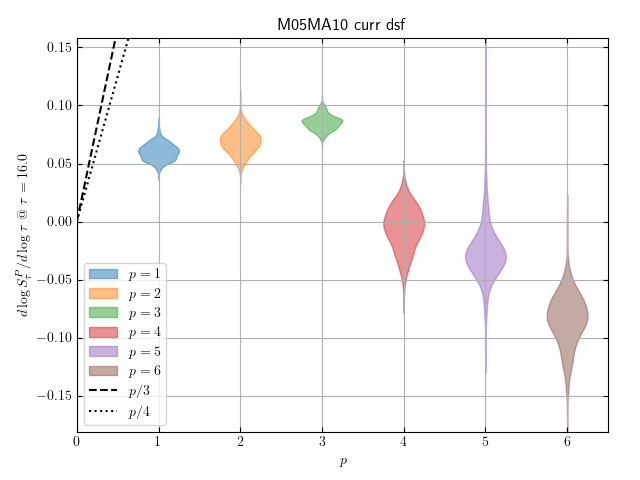 M05MA10 curr dsf
d log S_τ^P / d log τ @ τ = 16.0
0.15
0.10
0.05
0.00
−0.05
−0.10
−0.15
p = 1
p = 2
p = 3
p = 4
p = 5
p = 6
p/3
p/4
0 1 2 3 4 5 6
p